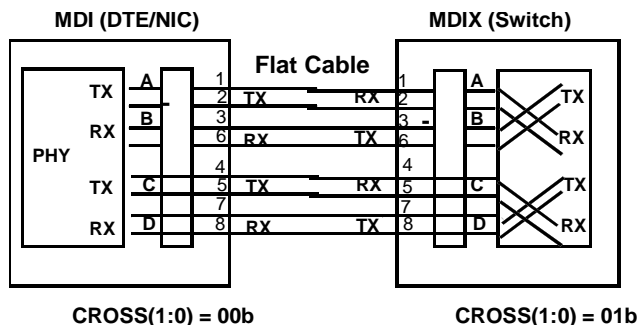 MDI (DTE/NIC)
MDIX (Switch)
Flat Cable
PHY
TX
RX
TX
RX
A
B
C
D
1
2
3
6
4
5
7
8
TX
RX
RX
TX
TX
RX
RX
TX
1
2
3
6
4
5
7
8
A
B
C
D
TX
RX
TX
RX
CROSS(1:0) = 00b
CROSS(1:0) = 01b